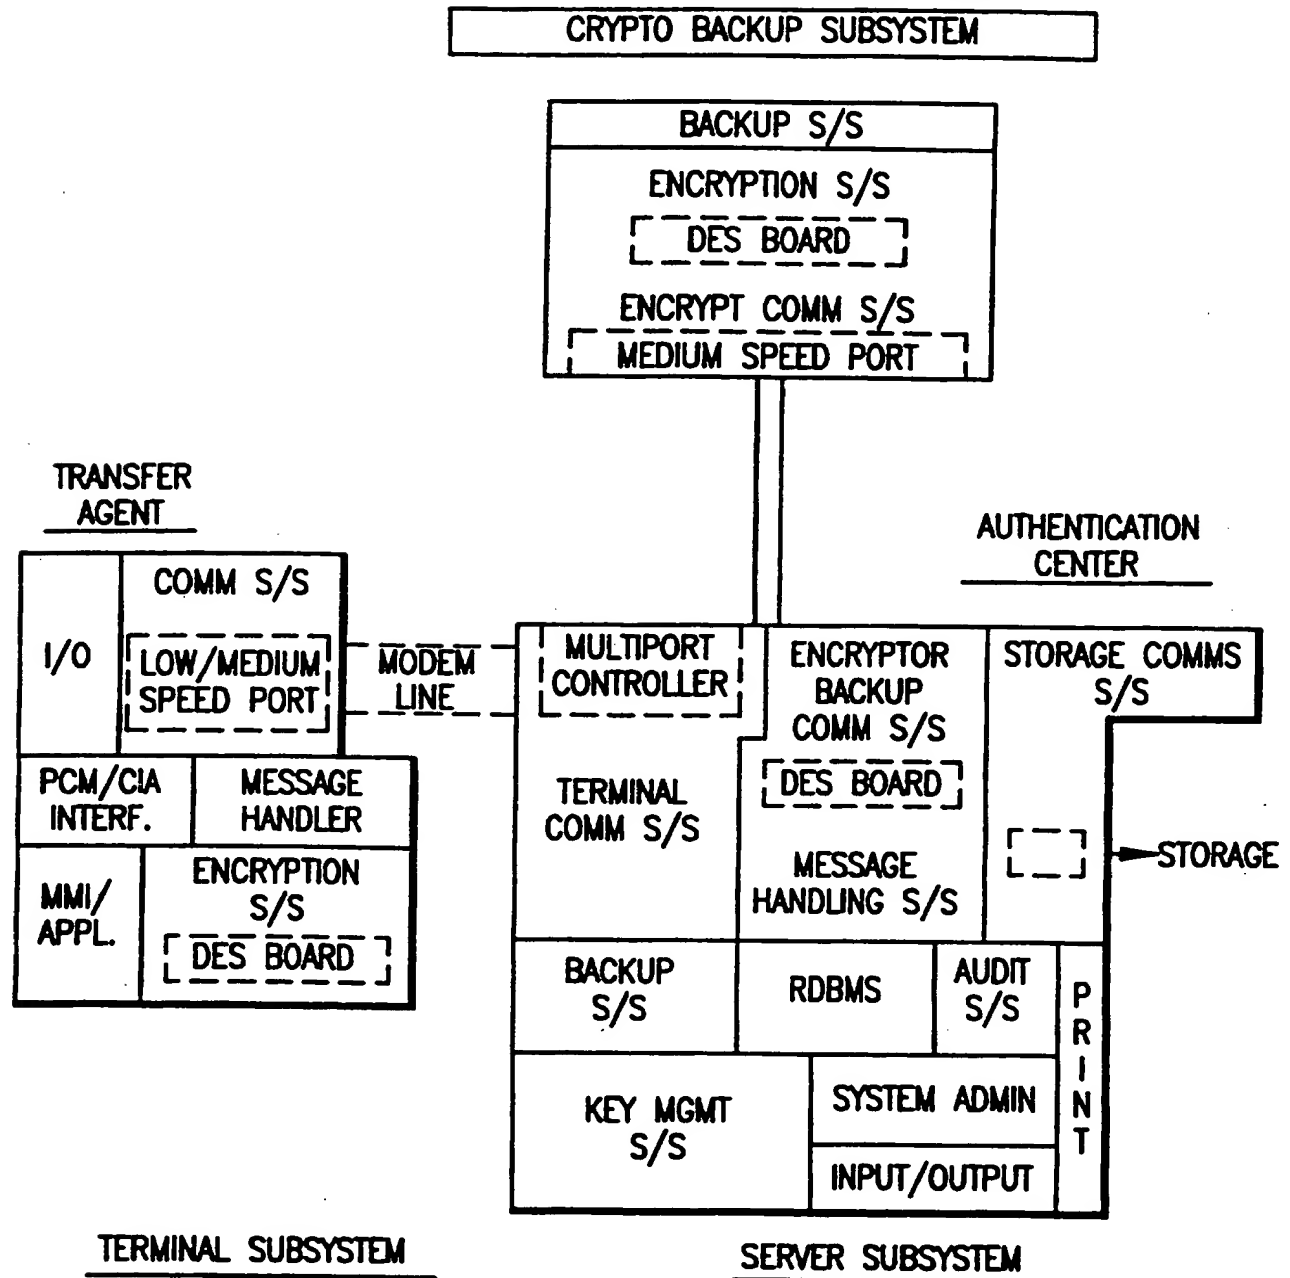 CRYPTO BACKUP SUBSYSTEM
BACKUP S/S
ENCRYPTION S/S
DES BOARD
ENCRYPT COMM S/S
MEDIUM SPEED PORT
TRANSFER
AGENT
I/O
COMM S/S
LOW/MEDIUM
SPEED PORT
PCM/CIA
INTERF.
MESSAGE
HANDLER
MMI/
APPL.
ENCRYPTION
S/S
DES BOARD
MODEM
LINE
AUTHENTICATION
CENTER
MULTIPORT
CONTROLLER
TERMINAL
COMM S/S
ENCRYPTOR
BACKUP
COMM S/S
DES BOARD
MESSAGE
HANDLING S/S
STORAGE COMMS
S/S
STORAGE
BACKUP
S/S
RDBMS
AUDIT
S/S
PRINT
KEY MGMT
S/S
SYSTEM ADMIN
INPUT/OUTPUT
TERMINAL SUBSYSTEM
SERVER SUBSYSTEM